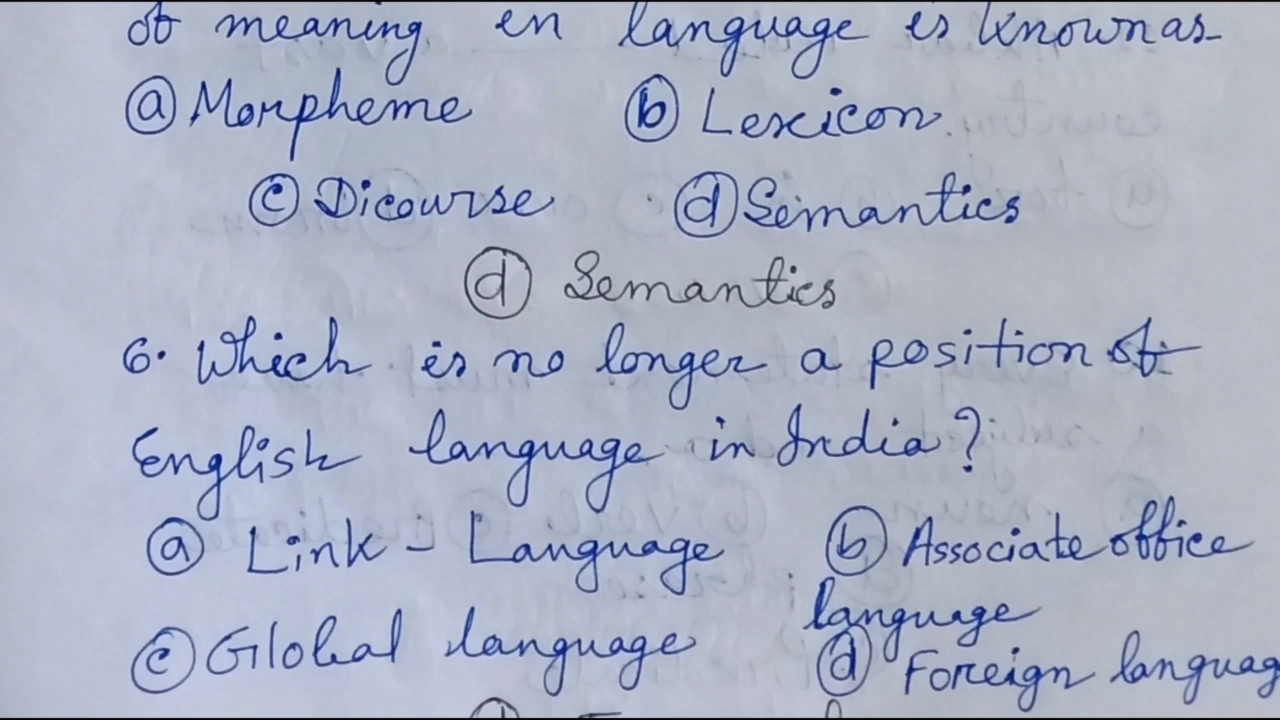 of meaning in language is known as
ⓐ Morpheme ⓑ Lexicon
ⓒ Dicourse ⓓ Semantics
ⓓ Semantics
6. Which is no longer a position of
English language in India?
ⓐ Link - Language ⓑ Associate office
language
ⓒ Global language ⓓ Foreign languag